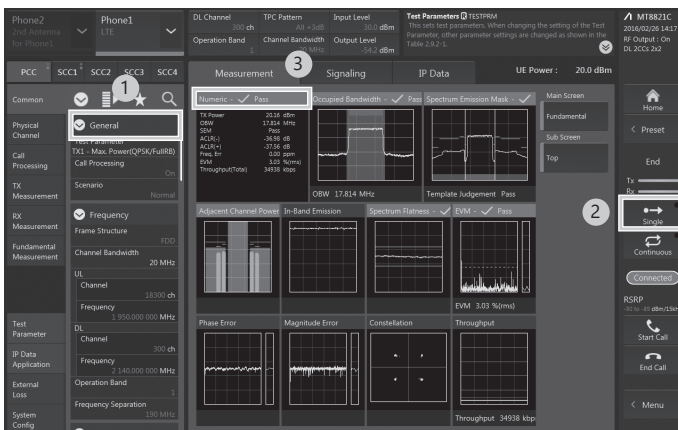 Phone2
2nd Antenna
for Phone1
Phone1
LTE
DL Channel
300 ch
TPC Pattern
All +3dB
Input Level
30.0 dBm
Operation Band
1
Channel Bandwidth
20 MHz
Output Level
-54.2 dBm
Test Parameters TESTPRM
This sets test parameters. When changing the setting of the Test
Parameter, other parameter settings are changed as shown in the
Table 2.9.2-1.
MT8821C
2016/02/26 14:17
RF Output : On
DL 2CCs 2x2
PCC
SCC1
SCC2
SCC3
SCC4
Measurement
Signaling
IP Data
UE Power : 20.0 dBm
1
3
2
Common
Physical
Channel
Call
Processing
TX
Measurement
RX
Measurement
Fundamental
Measurement
Test
Parameter
IP Data
Application
External
Loss
System
Config
General
Test Parameter
TX1 - Max. Power(QPSK/FullRB)
Call Processing
On
Scenario
Normal
Frequency
Frame Structure
FDD
Channel Bandwidth
20 MHz
UL
Channel
18300 ch
Frequency
1 950.000 000 MHz
DL
Channel
300 ch
Frequency
2 140.000 000 MHz
Operation Band
1
Frequency Separation
190 MHz
Numeric - Pass
TX Power 20.16 dBm
OBW 17.814 MHz
SEM Pass
ACLR(-) -36.98 dB
ACLR(+) -37.56 dB
Freq. Err 0.00 ppm
EVM 3.03 %(rms)
Throughput(Total) 34938 kbps
Occupied Bandwidth - Pass
OBW 17.814 MHz
Spectrum Emission Mask - Pass
Template Judgement Pass
Adjacent Channel Power
In-Band Emission
Spectrum Flatness - Pass
EVM - Pass
EVM 3.03 %(rms)
Phase Error
Magnitude Error
Constellation
Throughput
Throughput 34938 kbp
Main Screen
Fundamental
Sub Screen
Top
Home
< Preset
End
Tx
Rx
Single
Continuous
Connected
RSRP
-85 dBm/15kH
Start Call
End Call
< Menu